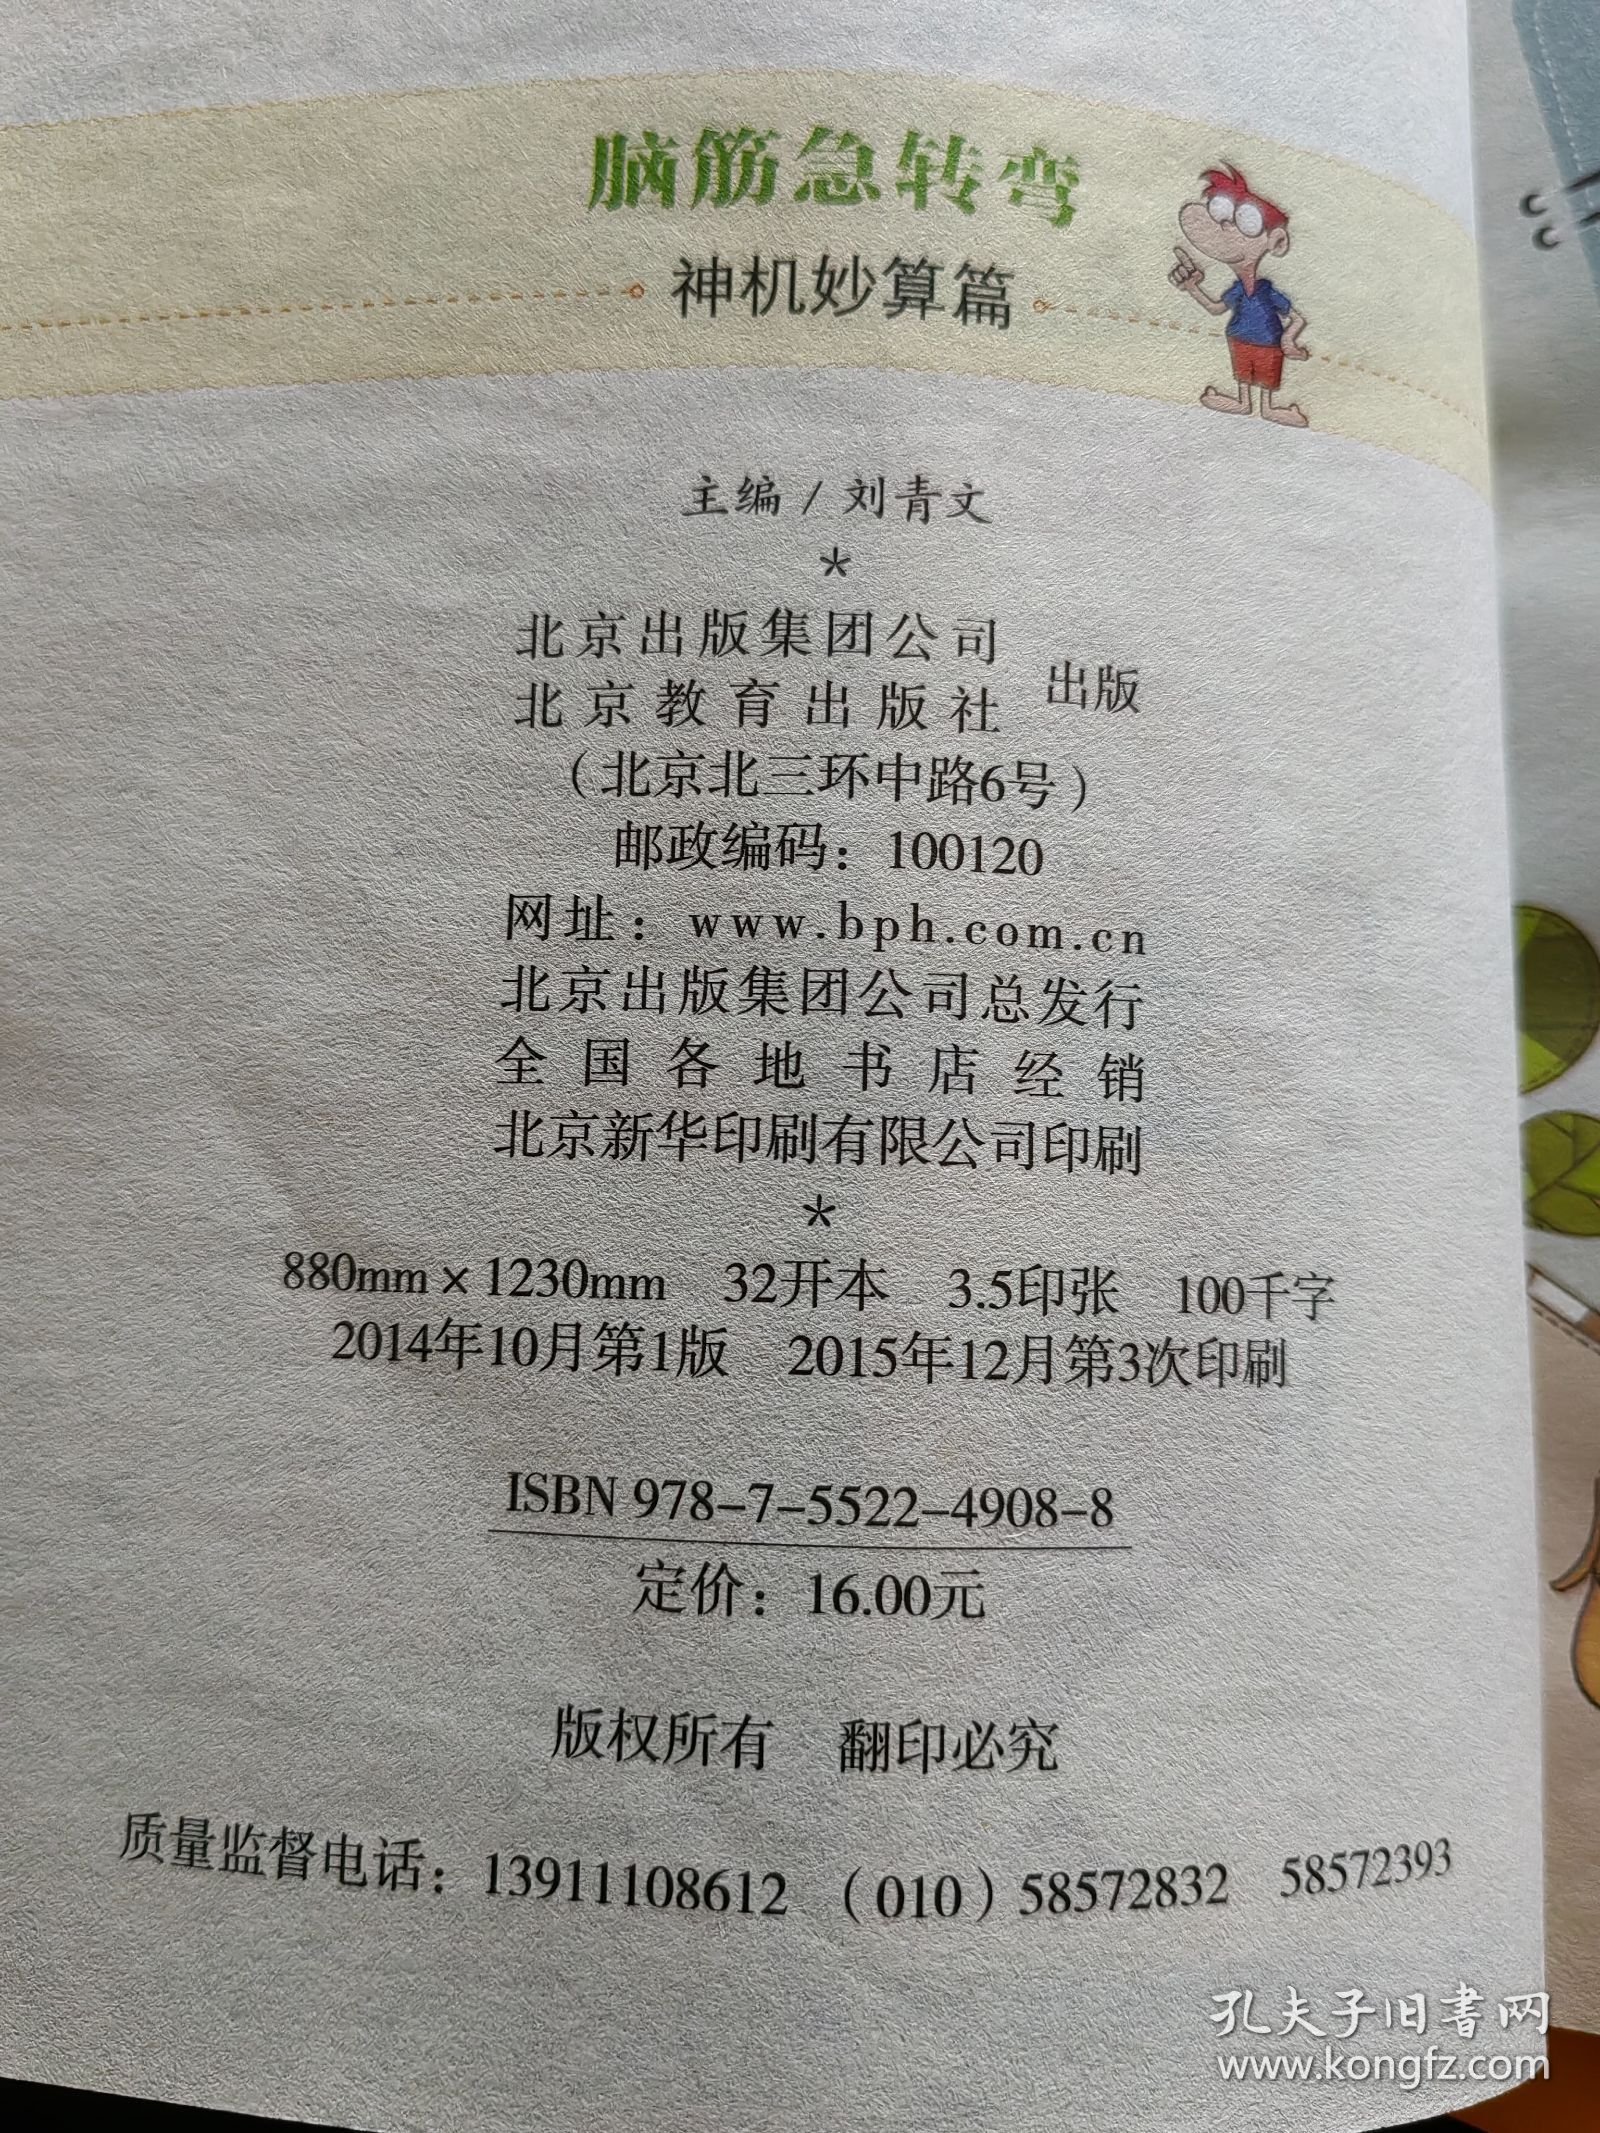 脑筋急转弯
神机妙算篇
主编 / 刘青文
*
北京出版集团公司
北京教育出版社 出版
（北京北三环中路6号）
邮政编码：100120
网址：www.bph.com.cn
北京出版集团公司总发行
全国各地书店经销
北京新华印刷有限公司印刷
*
880mm×1230mm 32开本 3.5印张 100千字
2014年10月第1版 2015年12月第3次印刷
ISBN 978-7-5522-4908-8
定价：16.00元
版权所有 翻印必究
质量监督电话：13911108612 （010）58572832 58572393
孔夫子旧书网
www.kongfz.com